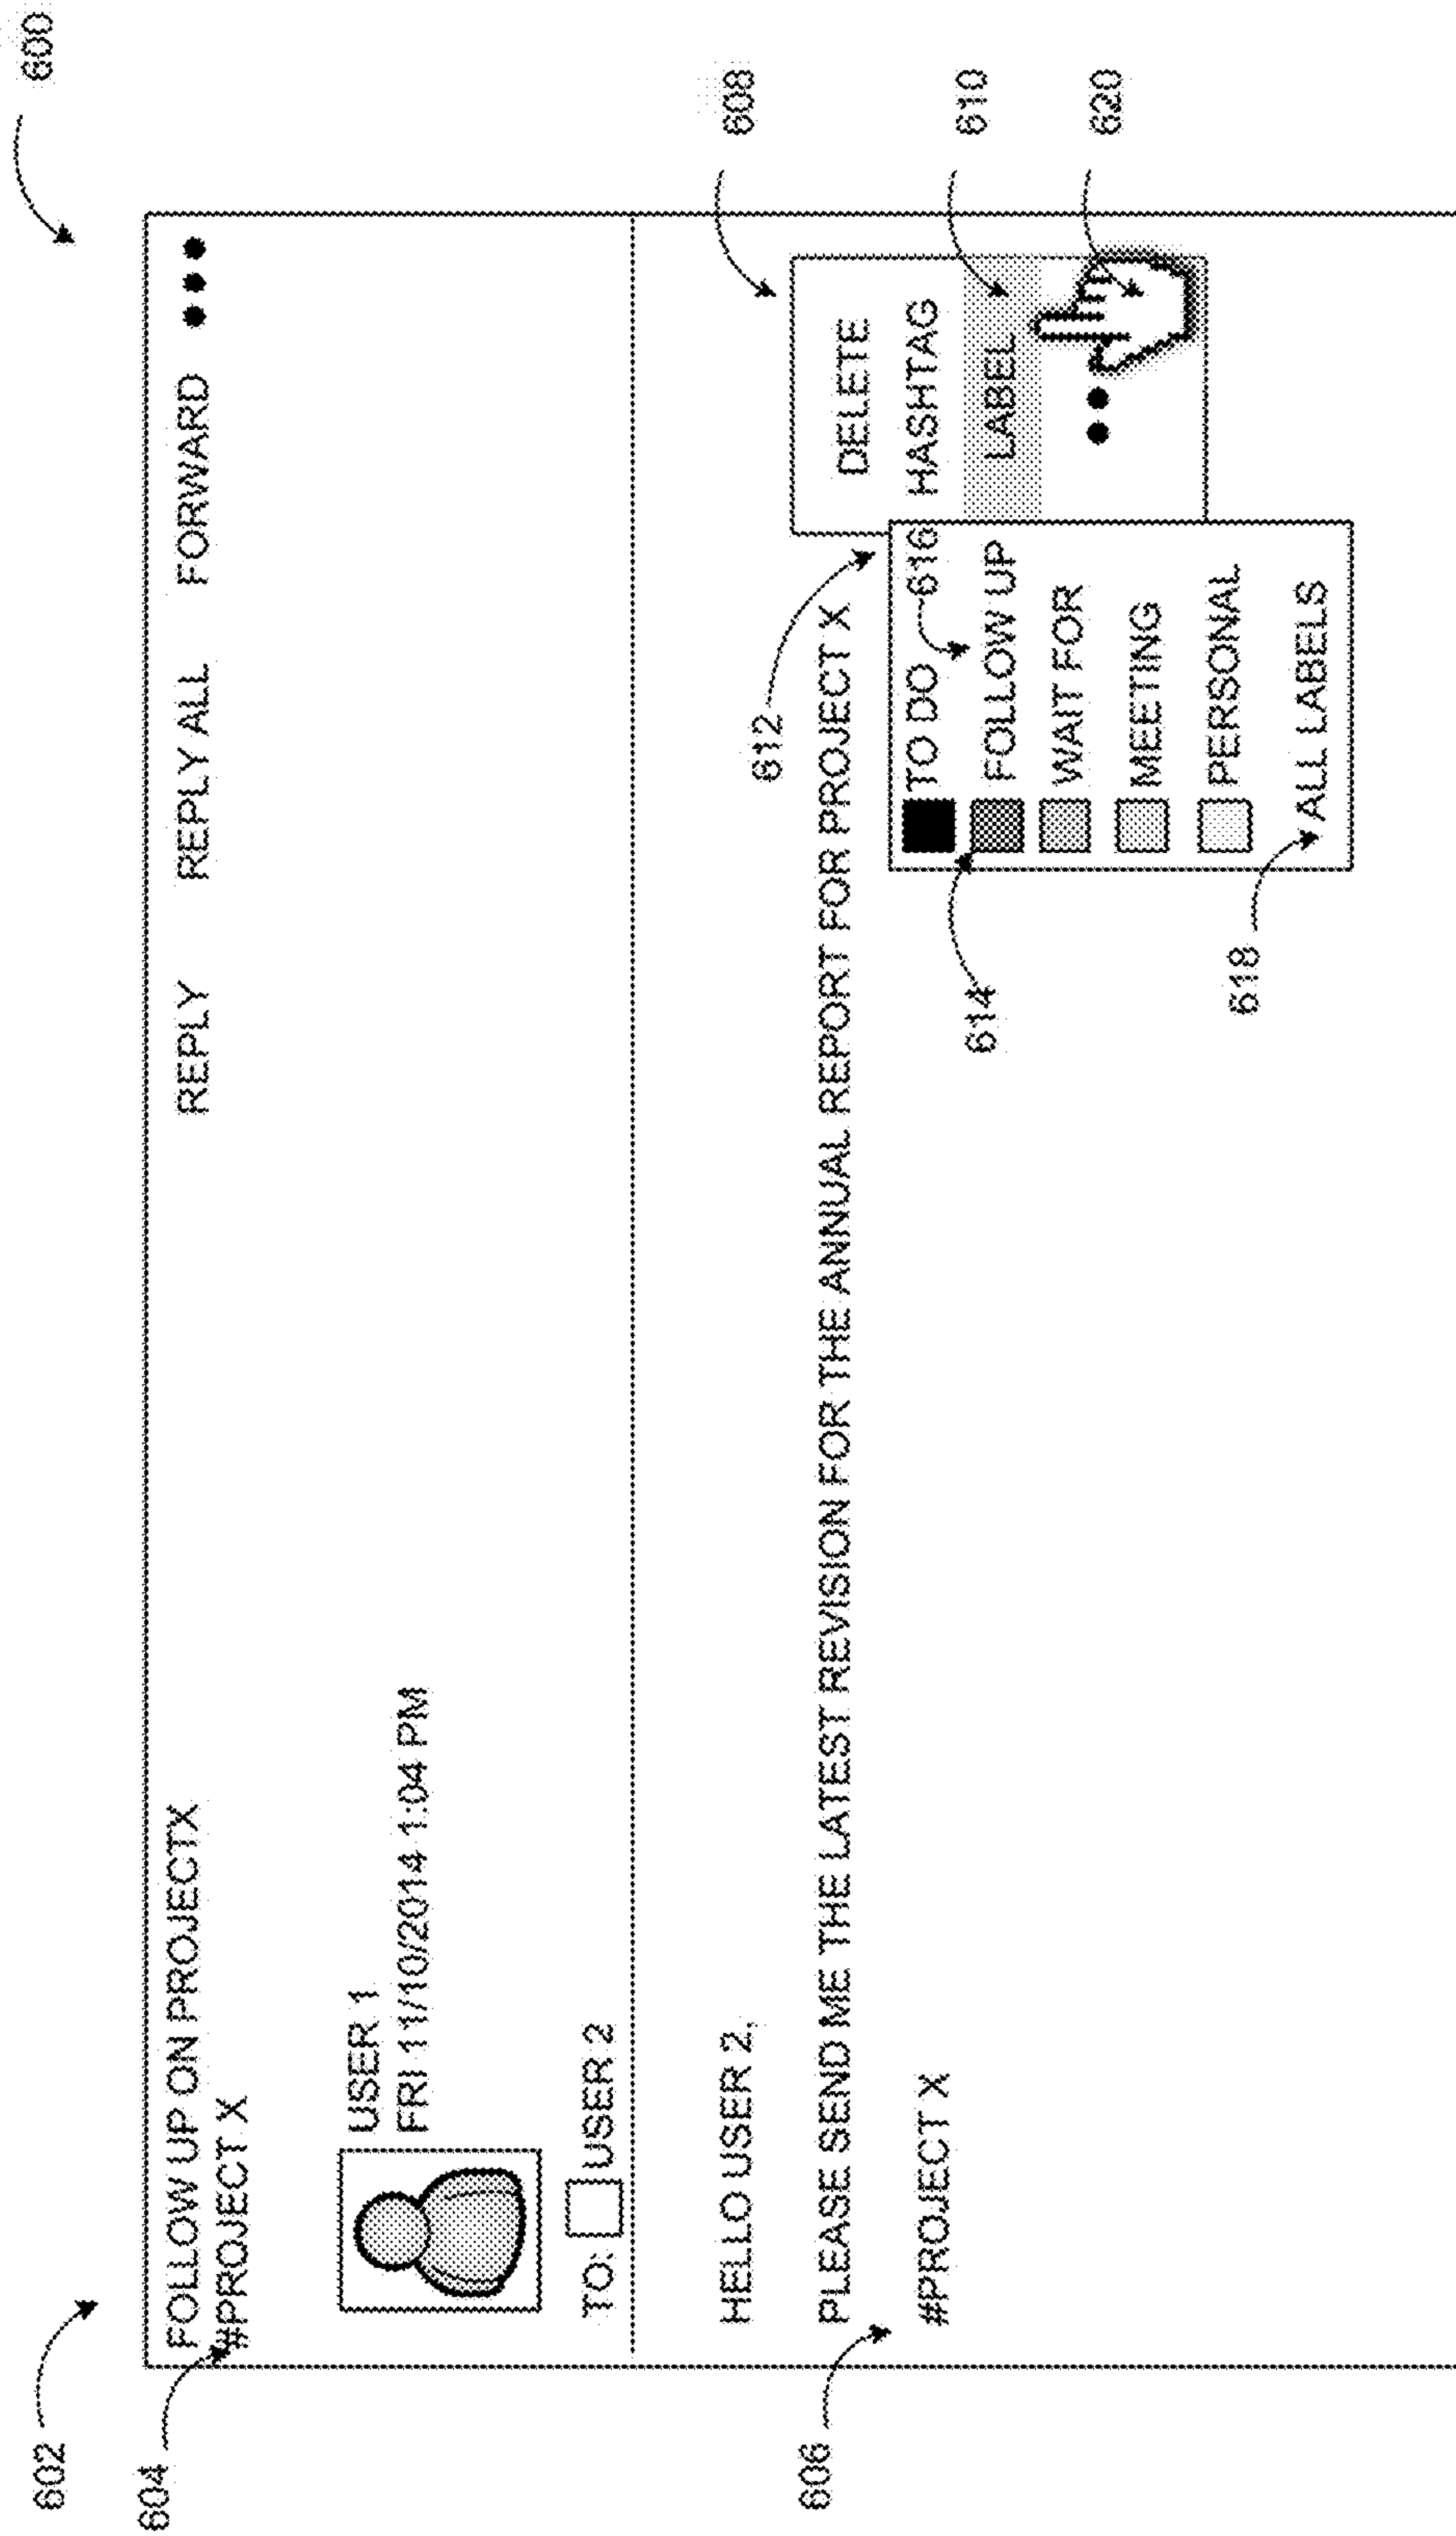 600
602
FOLLOW UP ON PROJECTX
REPLY REPLY ALL FORWARD
604
#PROJECT X
USER 1
FRI 11/10/2014 1:04 PM
TO: USER 2
HELLO USER 2,
608
612
PLEASE SEND ME THE LATEST REVISION FOR THE ANNUAL REPORT FOR PROJECT X
606
#PROJECT X
DELETE
HASHTAG
LABEL
610
620
616
TO DO
FOLLOW UP
WAIT FOR
MEETING
PERSONAL
ALL LABELS
614
618